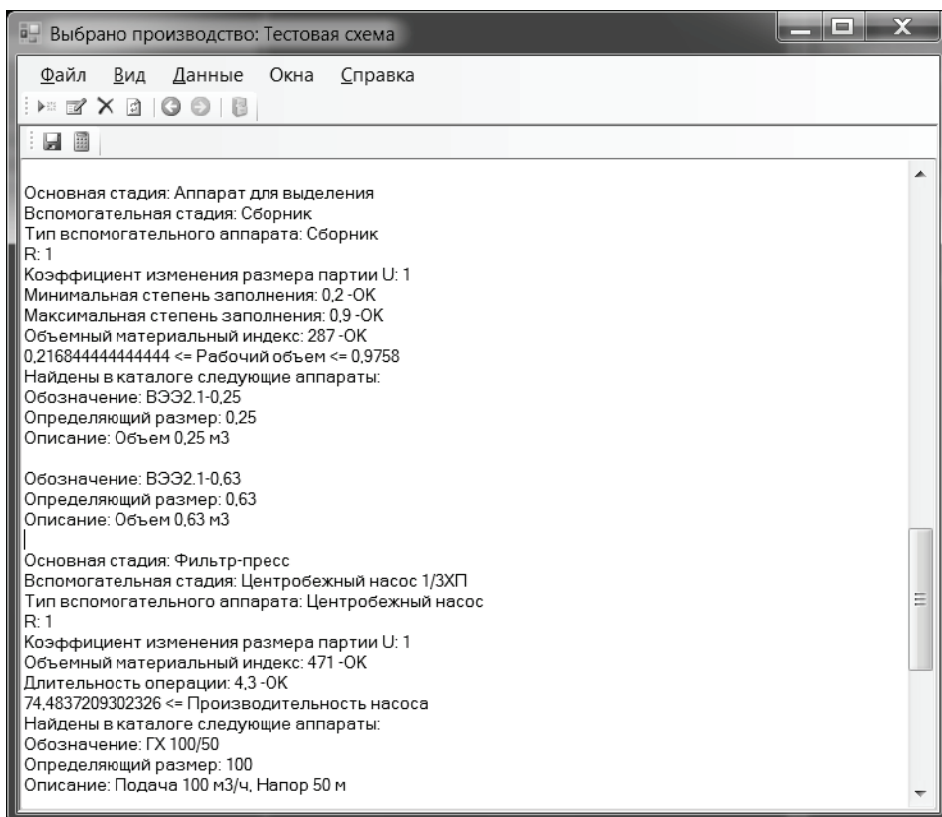 Выбрано производство: Тестовая схема
Файл Вид Данные Окна Справка
Основная стадия: Аппарат для выделения
Вспомогательная стадия: Сборник
Тип вспомогательного аппарата: Сборник
R: 1
Коэффициент изменения размера партии U: 1
Минимальная степень заполнения: 0,2 -OK
Максимальная степень заполнения: 0,9 -OK
Объемный материальный индекс: 287 -OK
0,216844444444444 <= Рабочий объем <= 0,9758
Найдены в каталоге следующие аппараты:
Обозначение: ВЭЭ2.1-0,25
Определяющий размер: 0,25
Описание: Объем 0,25 м3
Обозначение: ВЭЭ2.1-0,63
Определяющий размер: 0,63
Описание: Объем 0,63 м3
Основная стадия: Фильтр-пресс
Вспомогательная стадия: Центробежный насос 1/3ХП
Тип вспомогательного аппарата: Центробежный насос
R: 1
Коэффициент изменения размера партии U: 1
Объемный материальный индекс: 471 -OK
Длительность операции: 4,3 -OK
74,4837209302326 <= Производительность насоса
Найдены в каталоге следующие аппараты:
Обозначение: ГХ 100/50
Определяющий размер: 100
Описание: Подача 100 м3/ч, Напор 50 м